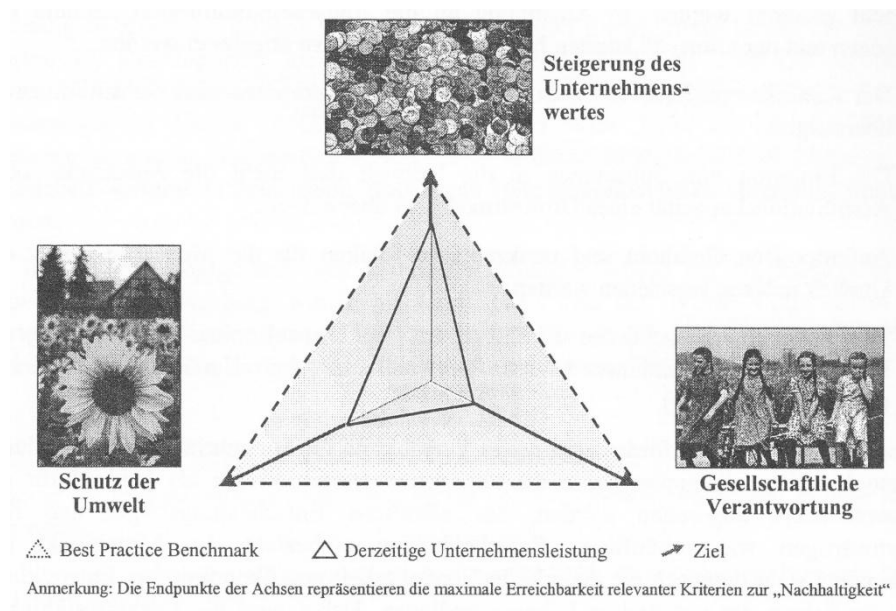 Steigerung des
Unternehmens-
wertes
Schutz der
Umwelt
Gesellschaftliche
Verantwortung
Best Practice Benchmark
Derzeitige Unternehmensleistung
Ziel
Anmerkung: Die Endpunkte der Achsen repräsentieren die maximale Erreichbarkeit relevanter Kriterien zur „Nachhaltigkeit“